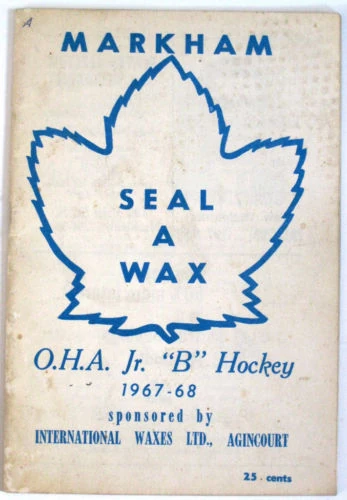 A
MARKHAM
SEAL
A
WAX
O.H.A. Jr. "B" Hockey
1967-68
sponsored by
INTERNATIONAL WAXES LTD., AGINCOURT
25 . cents